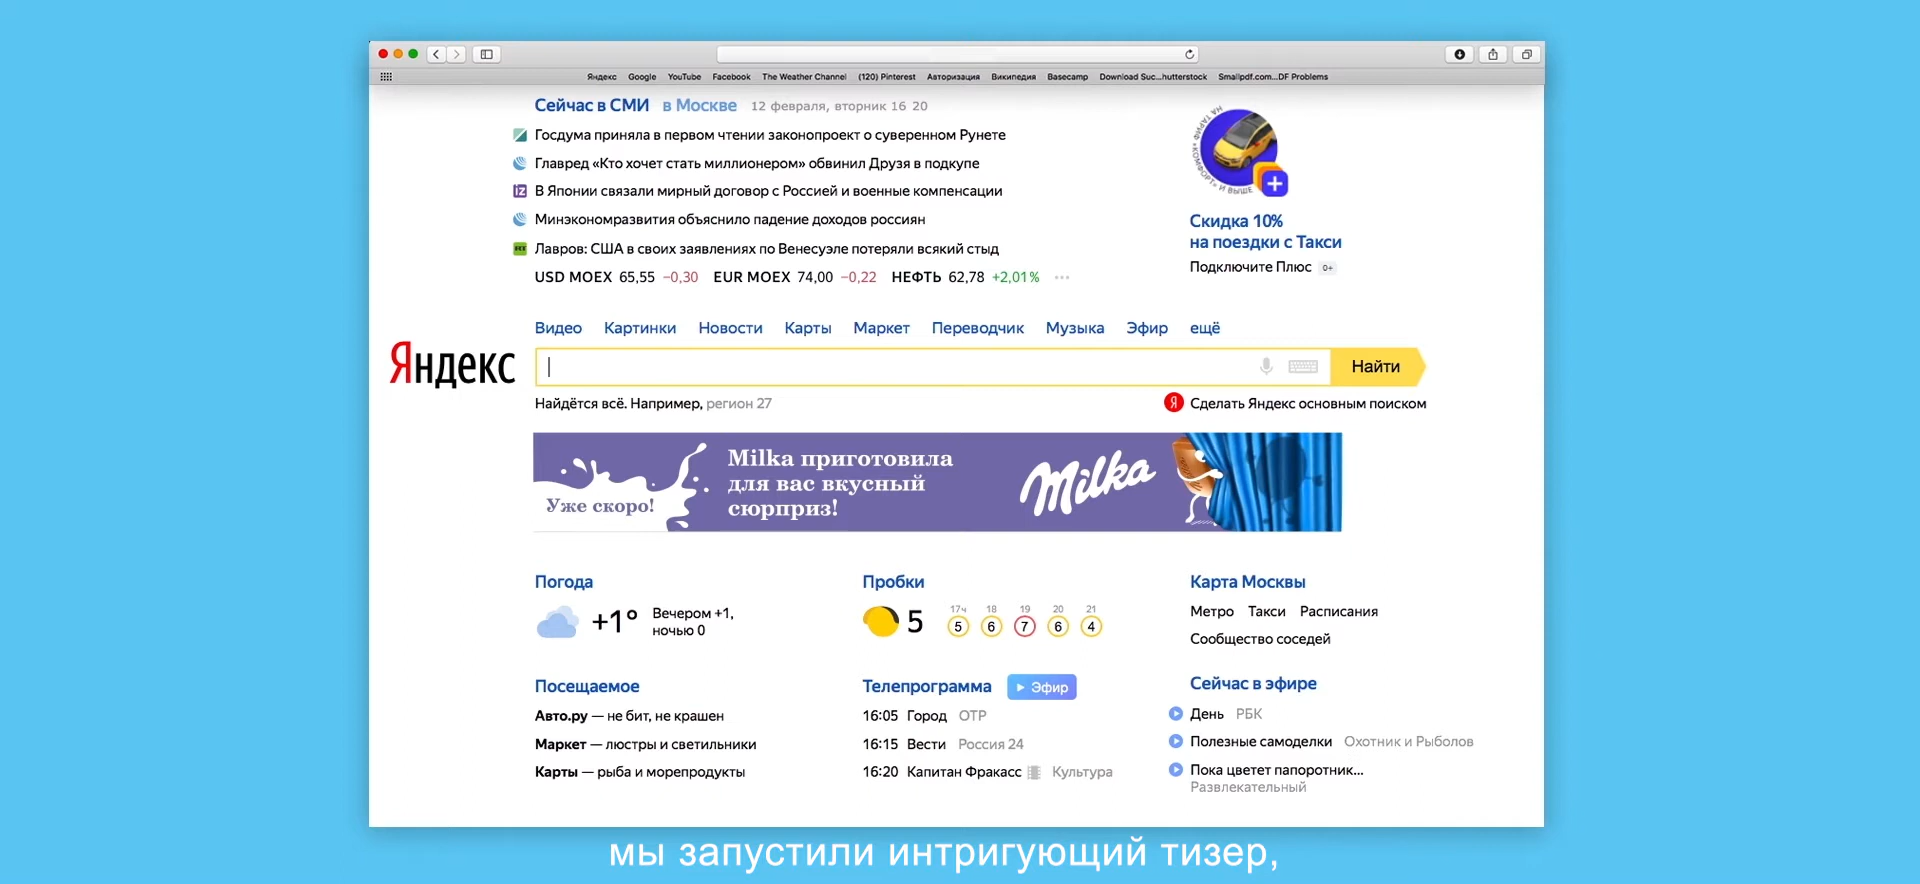 Яндекс Google YouTube Facebook The Weather Channel (120) Pinterest Авторизация Википедия Basecamp Download Suc...hutterstock Smallpdf.com...DF Problems
Сейчас в СМИ в Москве 12 февраля, вторник 16 20
Госдума приняла в первом чтении законопроект о суверенном Рунете
Главред «Кто хочет стать миллионером» обвинил Друзя в подкупе
В Японии связали мирный договор с Россией и военные компенсации
Минэкономразвития объяснило падение доходов россиян
Лавров: США в своих заявлениях по Венесуэле потеряли всякий стыд
USD MOEX 65,55 −0,30 EUR MOEX 74,00 −0,22 НЕФТЬ 62,78 +2,01% ···
НА ТАРИФ «КОМФОРТ» И ВЫШЕ
Скидка 10%
на поездки с Такси
Подключите Плюс 0+
Видео Картинки Новости Карты Маркет Переводчик Музыка Эфир ещё
Яндекс
Найти
Найдётся всё. Например, регион 27
Я Сделать Яндекс основным поиском
Уже скоро!
Milka приготовила
для вас вкусный
сюрприз!
Milka
Погода
+1° Вечером +1,
ночью 0
Пробки
5
17ч 18 19 20 21
5 6 7 6 4
Карта Москвы
Метро Такси Расписания
Сообщество соседей
Посещаемое
Авто.ру — не бит, не крашен
Маркет — люстры и светильники
Карты — рыба и морепродукты
Телепрограмма Эфир
16:05 Город ОТР
16:15 Вести Россия 24
16:20 Капитан Фракасс Культура
Сейчас в эфире
День РБК
Полезные самоделки Охотник и Рыболов
Пока цветет папоротник...
Развлекательный
мы запустили интригующий тизер,